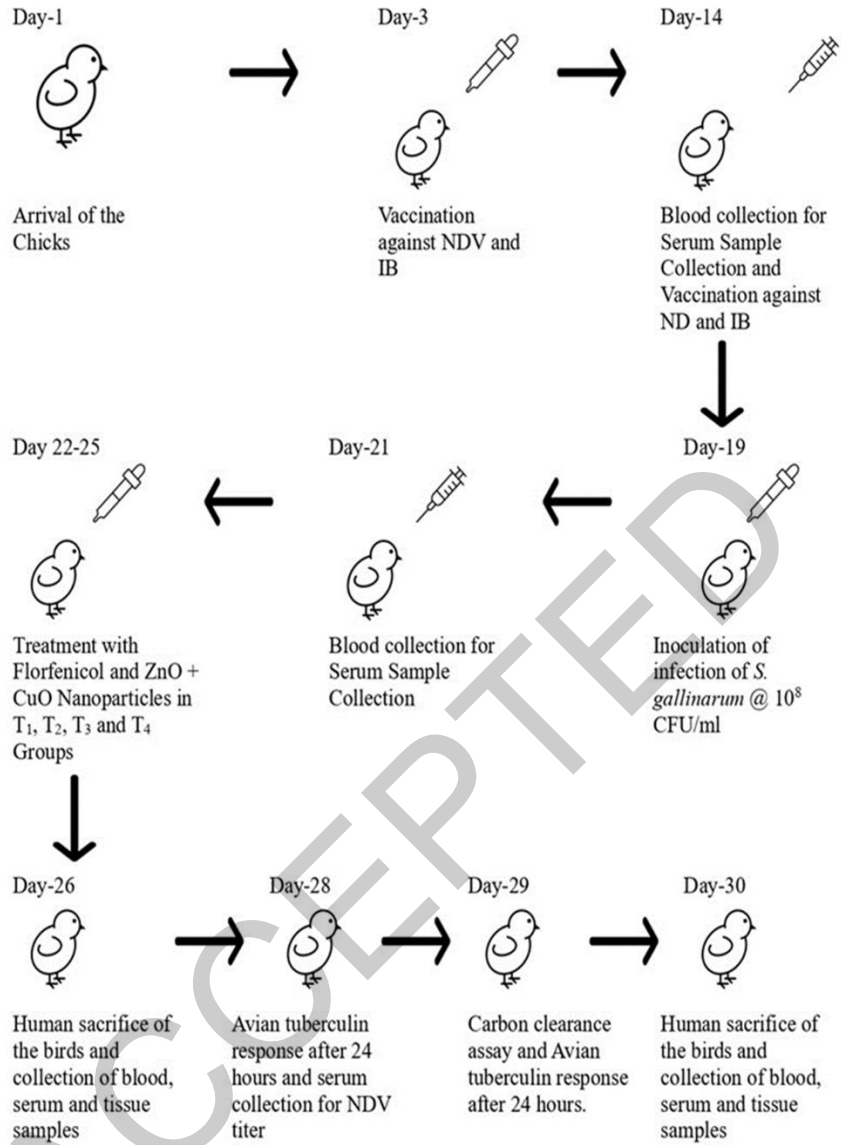 Day-1
Arrival of the
Chicks
Day-3
Vaccination
against NDV and
IB
Day-14
Blood collection for
Serum Sample
Collection and
Vaccination against
ND and IB
Day-19
Inoculation of
infection of S.
gallinarum @ 10⁸
CFU/ml
Day-21
Blood collection for
Serum Sample
Collection
Day 22-25
Treatment with
Florfenicol and ZnO +
CuO Nanoparticles in
T₁, T₂, T₃ and T₄
Groups
Day-26
Human sacrifice of
the birds and
collection of blood,
serum and tissue
samples
Day-28
Avian tuberculin
response after 24
hours and serum
collection for NDV
titer
Day-29
Carbon clearance
assay and Avian
tuberculin response
after 24 hours.
Day-30
Human sacrifice of
the birds and
collection of blood,
serum and tissue
samples
ACCEPTED